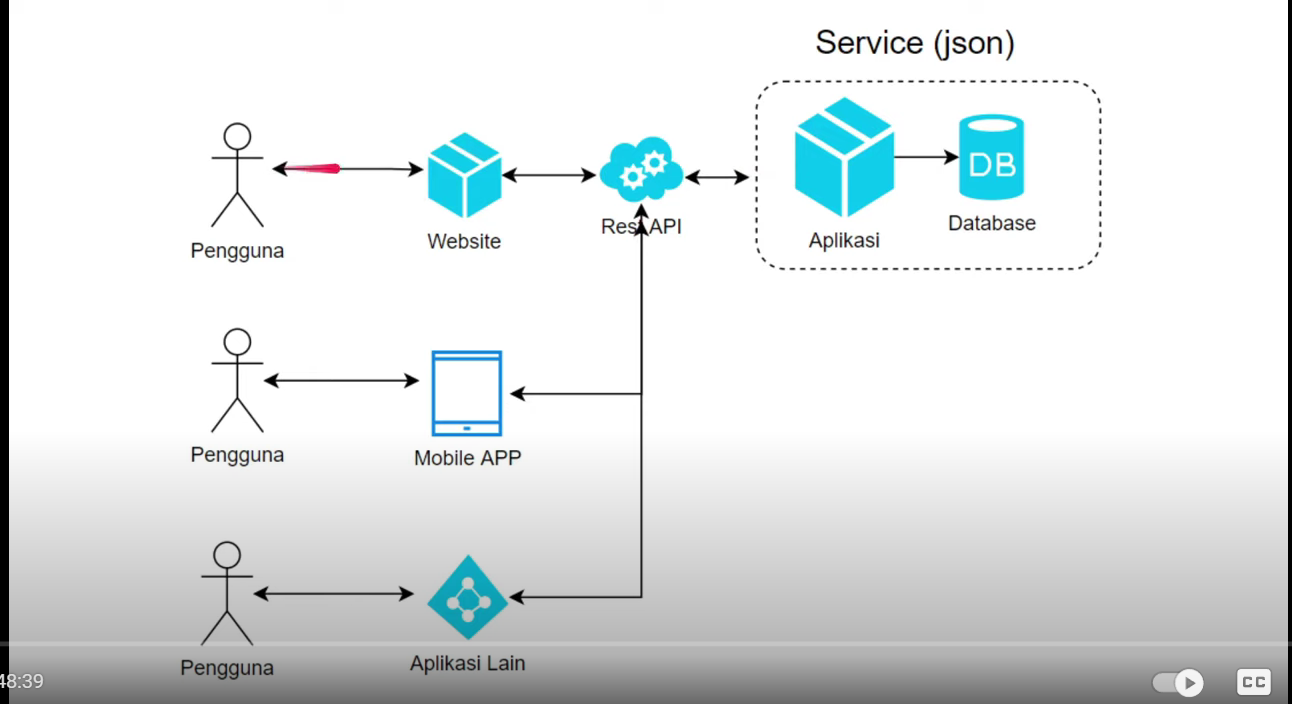 Service (json)
DB
Database
Aplikasi
Rest API
Website
Pengguna
Pengguna
Mobile APP
Pengguna
Aplikasi Lain
48:39
CC